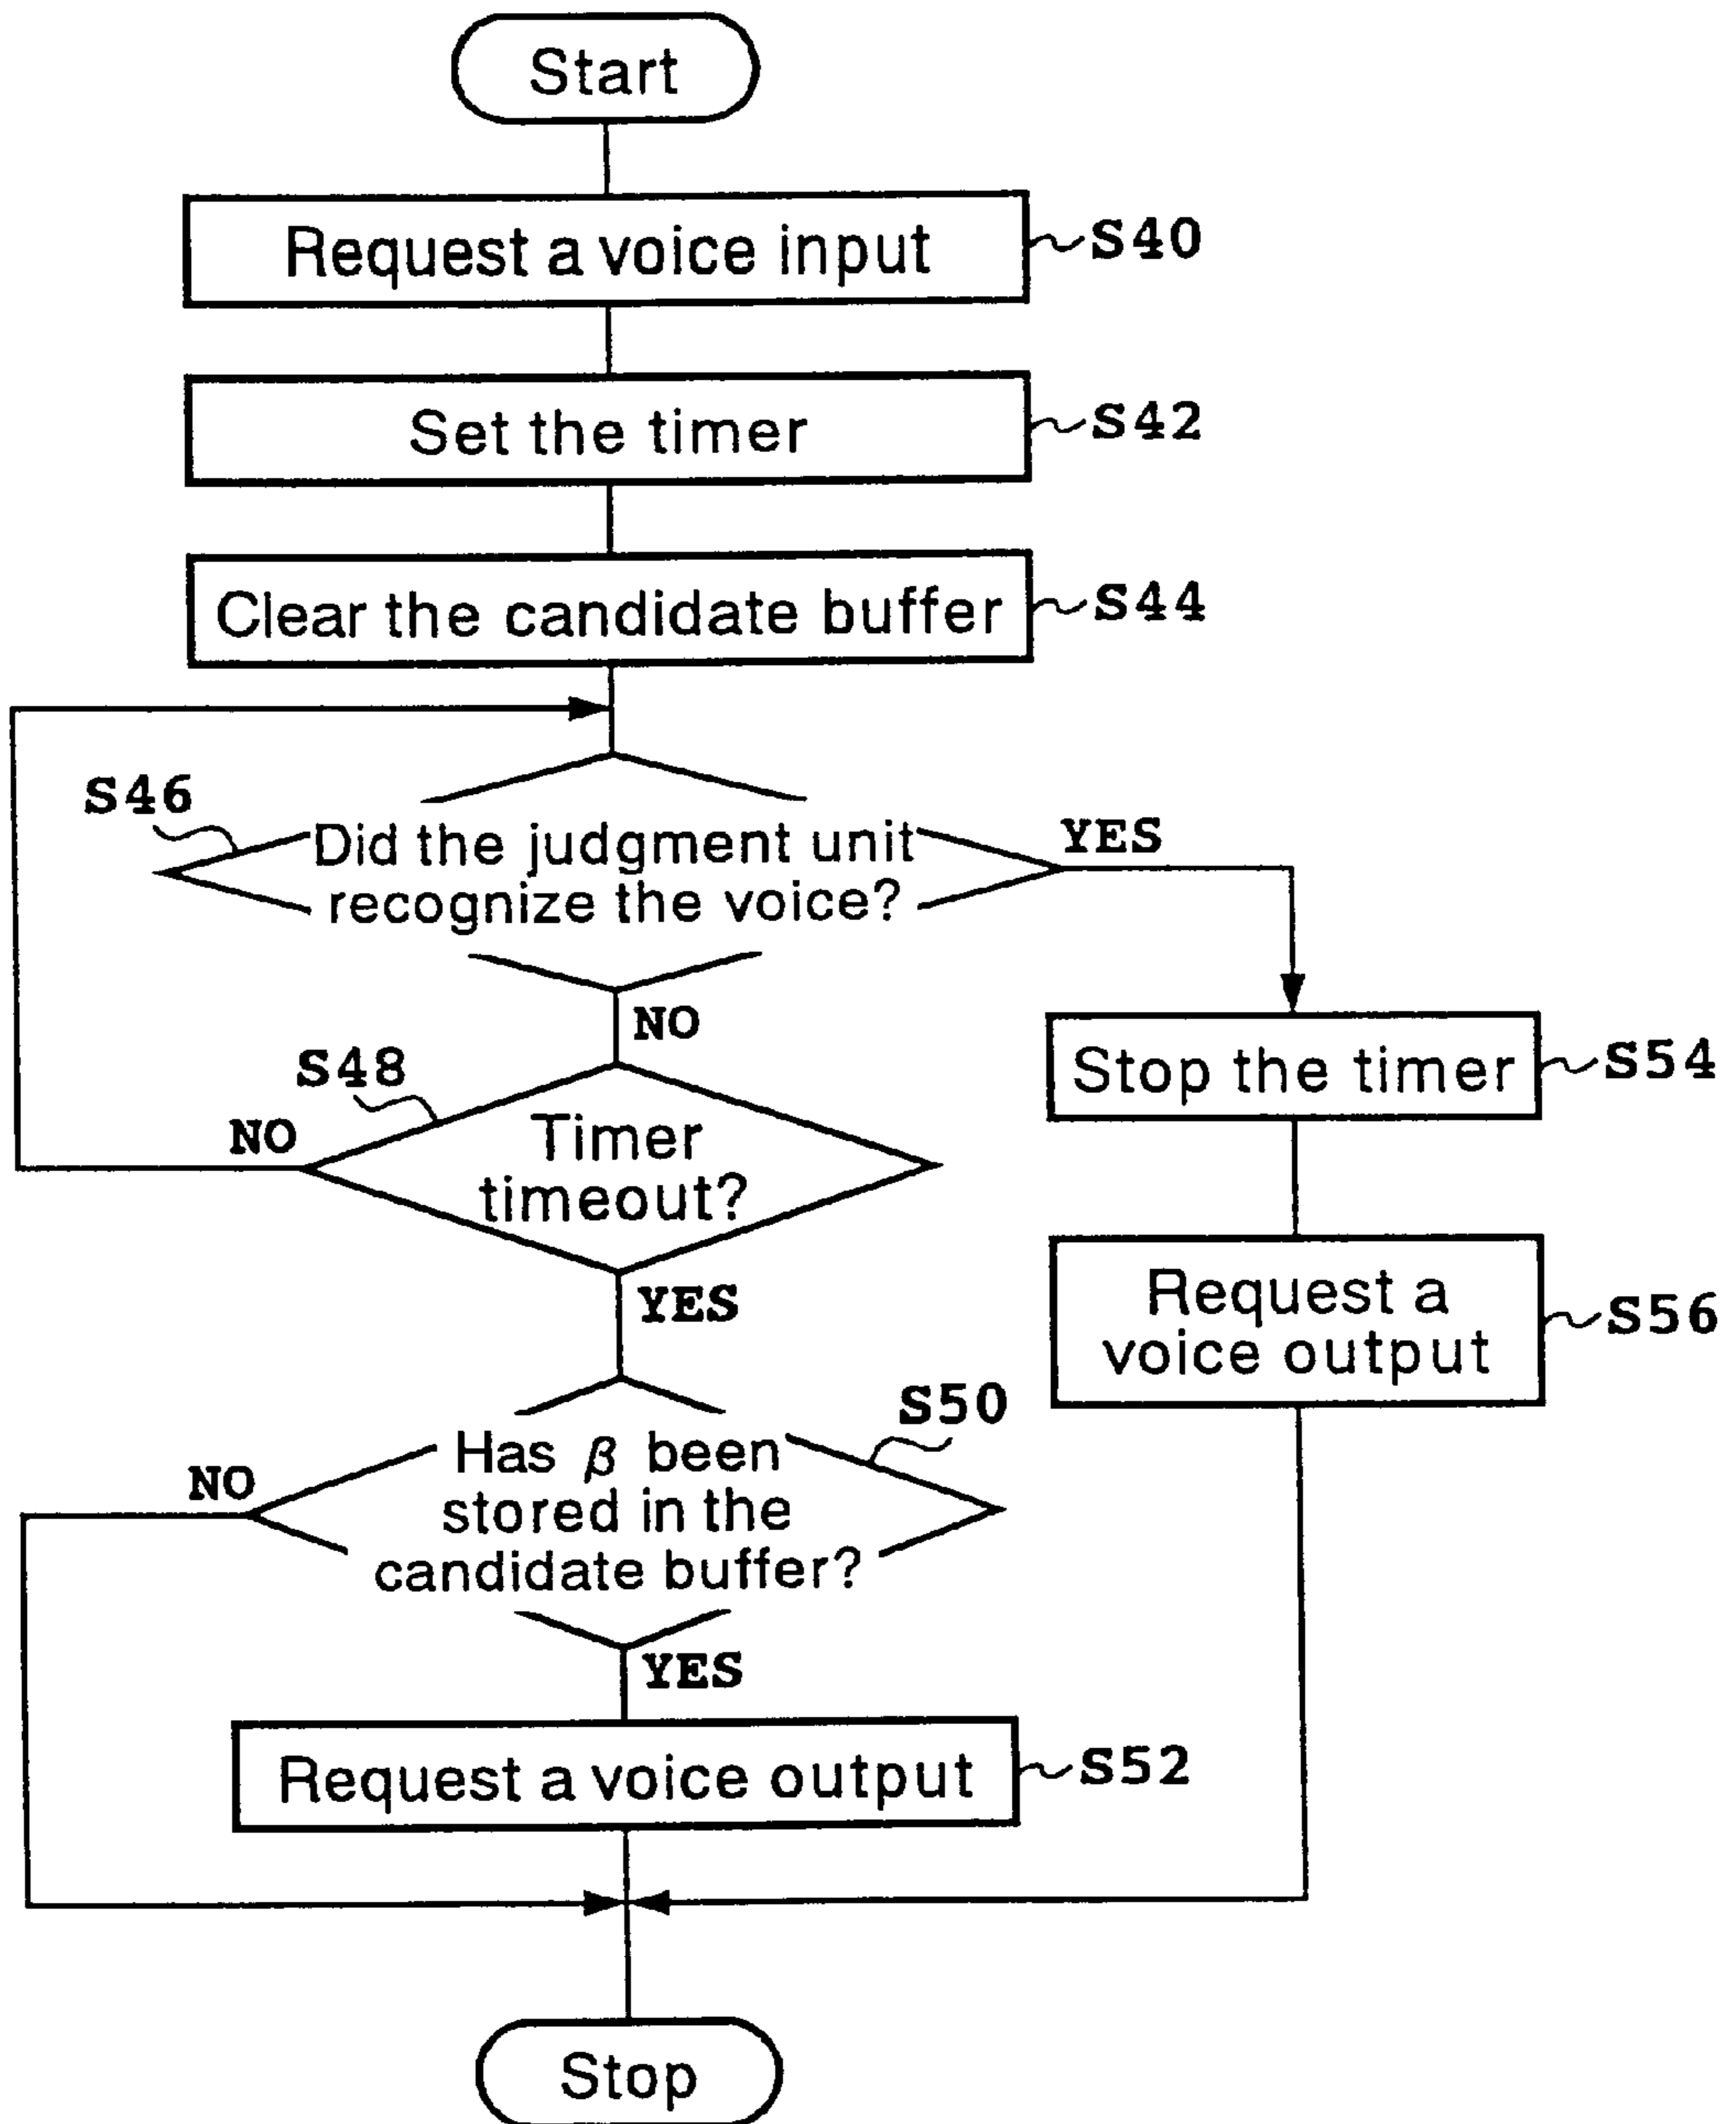 Start
Request a voice input
S40
Set the timer
S42
Clear the candidate buffer
S44
S46
Did the judgment unit
recognize the voice?
YES
NO
S48
Timer
timeout?
NO
YES
Stop the timer
S54
Request a
voice output
S56
S50
Has β been
stored in the
candidate buffer?
NO
YES
Request a voice output
S52
Stop